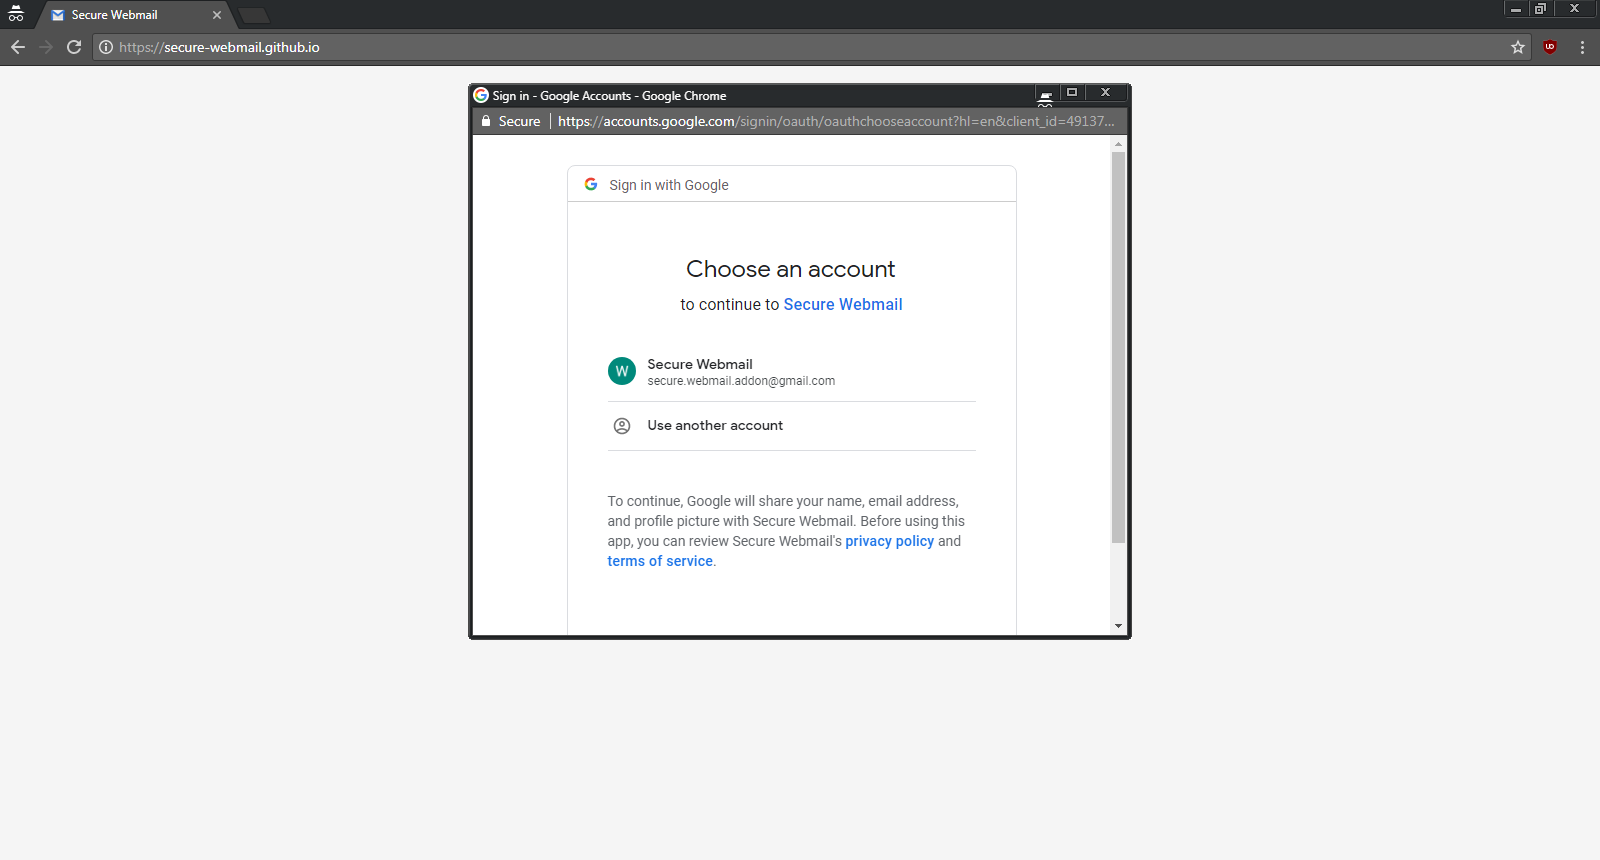 Secure Webmail
https://secure-webmail.github.io
Sign in - Google Accounts - Google Chrome
Secure
https://accounts.google.com/signin/oauth/oauthchooseaccount?hl=en&client_id=49137...
Sign in with Google
Choose an account
to continue to Secure Webmail
W
Secure Webmail
secure.webmail.addon@gmail.com
Use another account
To continue, Google will share your name, email address,
and profile picture with Secure Webmail. Before using this
app, you can review Secure Webmail's privacy policy and
terms of service.